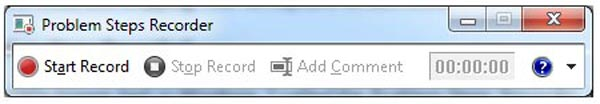 Problem Steps Recorder
Start Record Stop Record Add Comment 00:00:00 ?